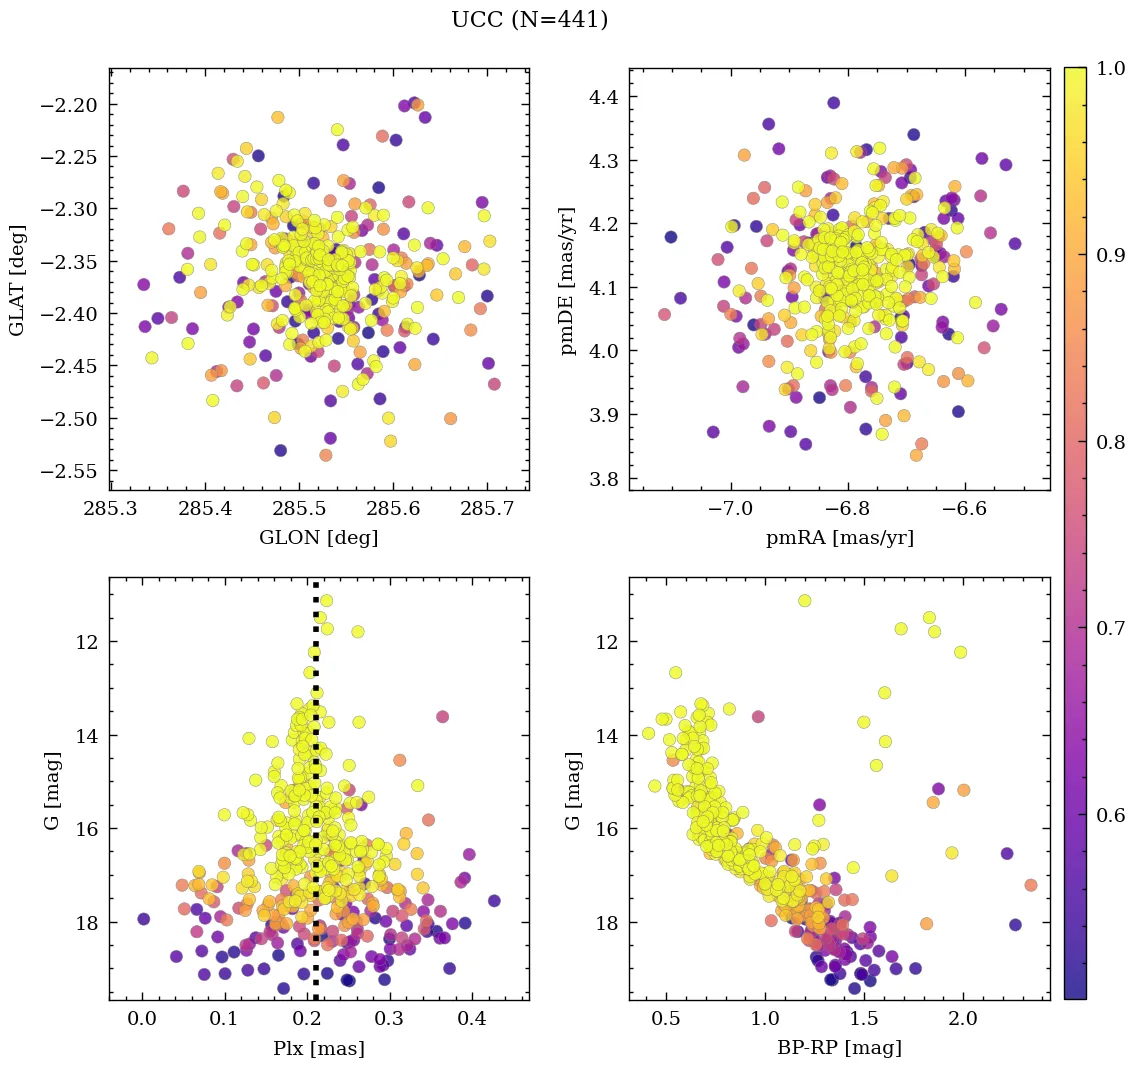 UCC (N=441)
−2.20
−2.25
−2.30
−2.35
−2.40
−2.45
−2.50
−2.55
GLAT [deg]
285.3 285.4 285.5 285.6 285.7
GLON [deg]
4.4
4.3
4.2
4.1
4.0
3.9
3.8
pmDE [mas/yr]
−7.0 −6.8 −6.6
pmRA [mas/yr]
1.0
0.9
0.8
0.7
0.6
12
14
16
18
G [mag]
0.0 0.1 0.2 0.3 0.4
Plx [mas]
12
14
16
18
G [mag]
0.5 1.0 1.5 2.0
BP-RP [mag]